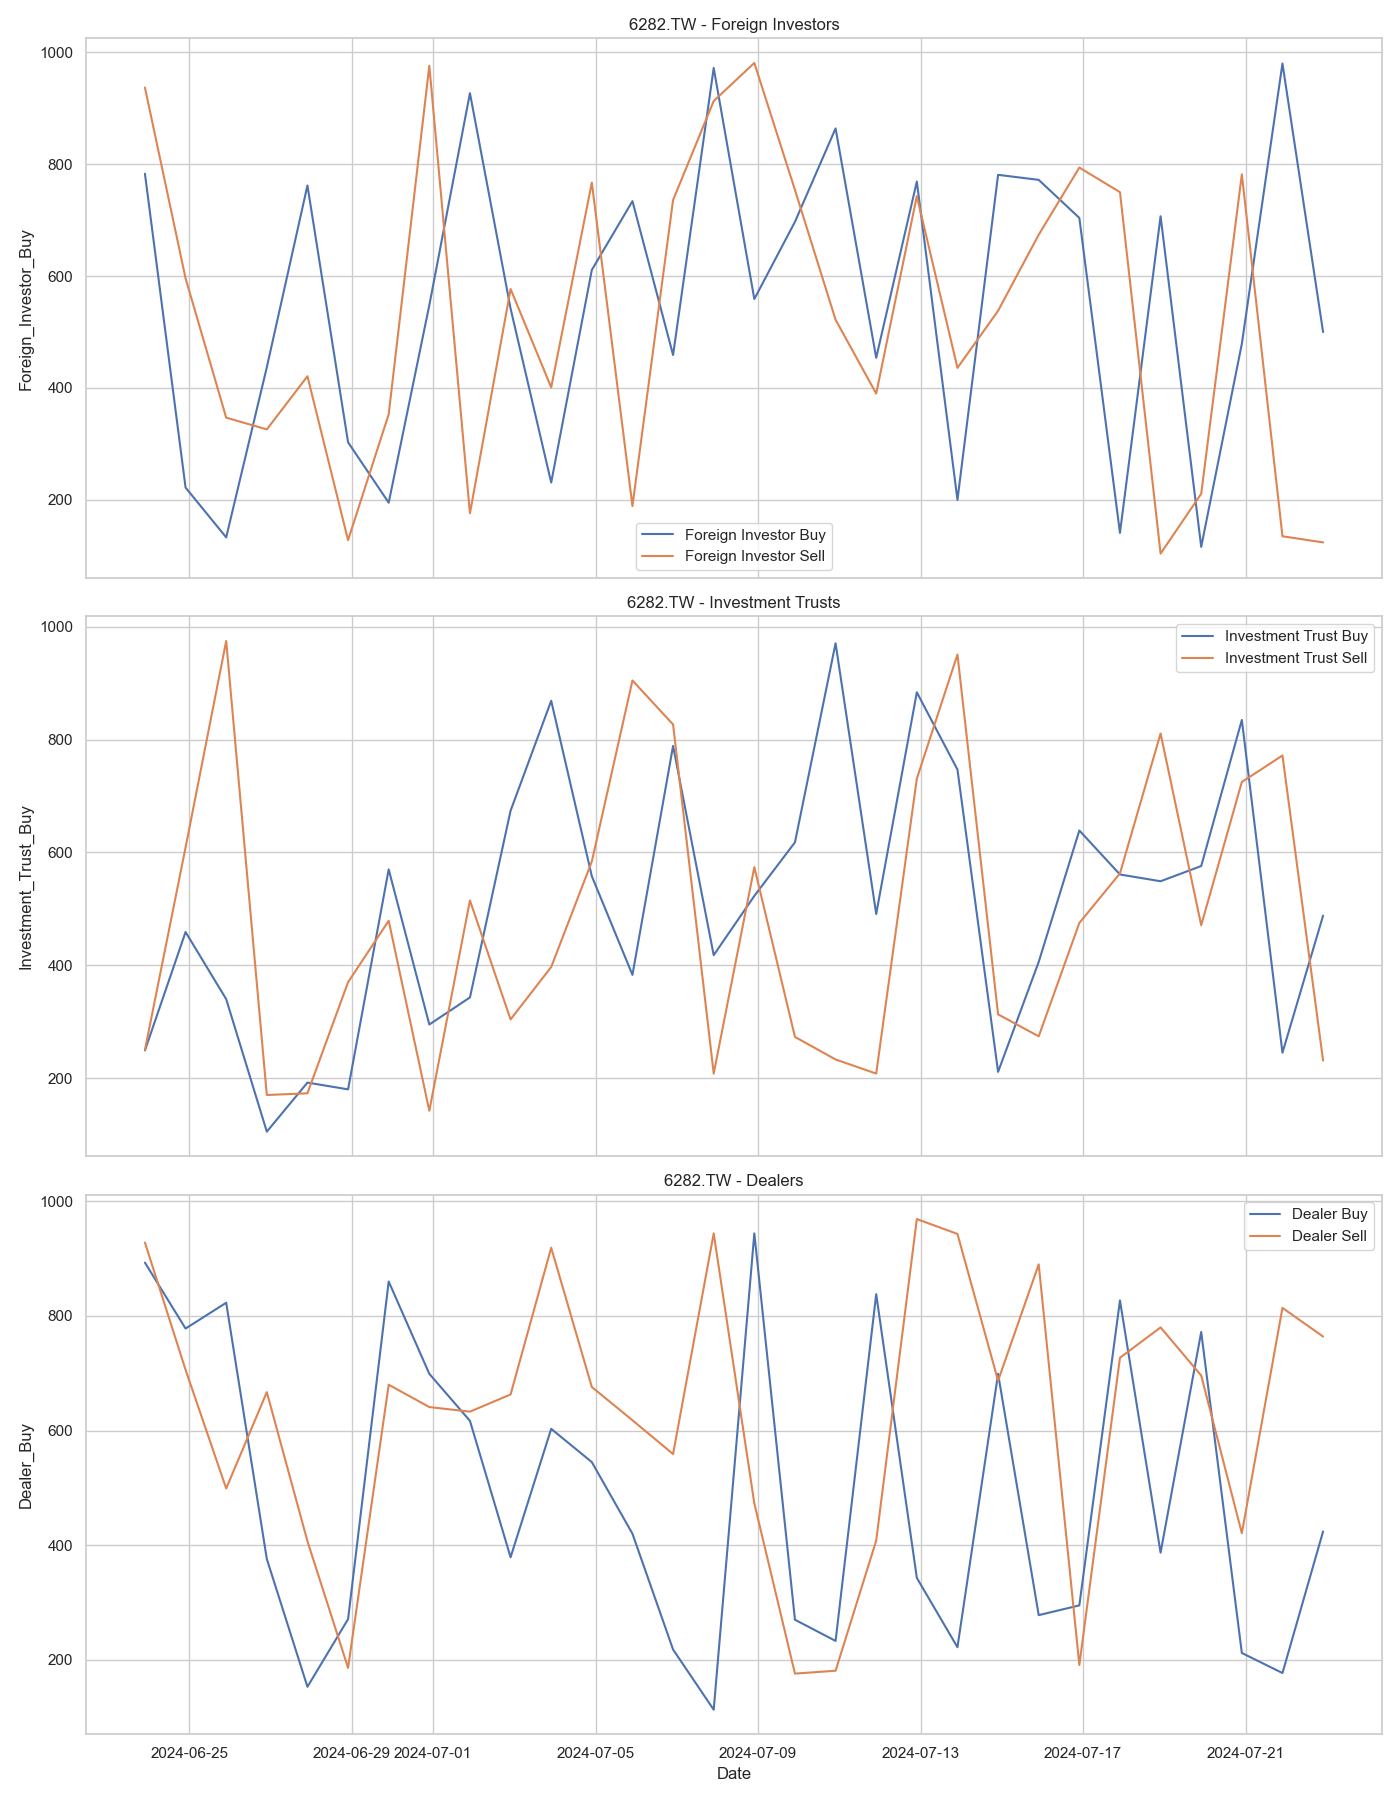 6282.TW - Foreign Investors
1000
800
600
400
200
Foreign_Investor_Buy
Foreign Investor Buy
Foreign Investor Sell
6282.TW - Investment Trusts
1000
800
600
400
200
Investment_Trust_Buy
Investment Trust Buy
Investment Trust Sell
6282.TW - Dealers
1000
800
600
400
200
Dealer_Buy
Dealer Buy
Dealer Sell
2024-06-25 2024-06-29 2024-07-01 2024-07-05 2024-07-09 2024-07-13 2024-07-17 2024-07-21
Date